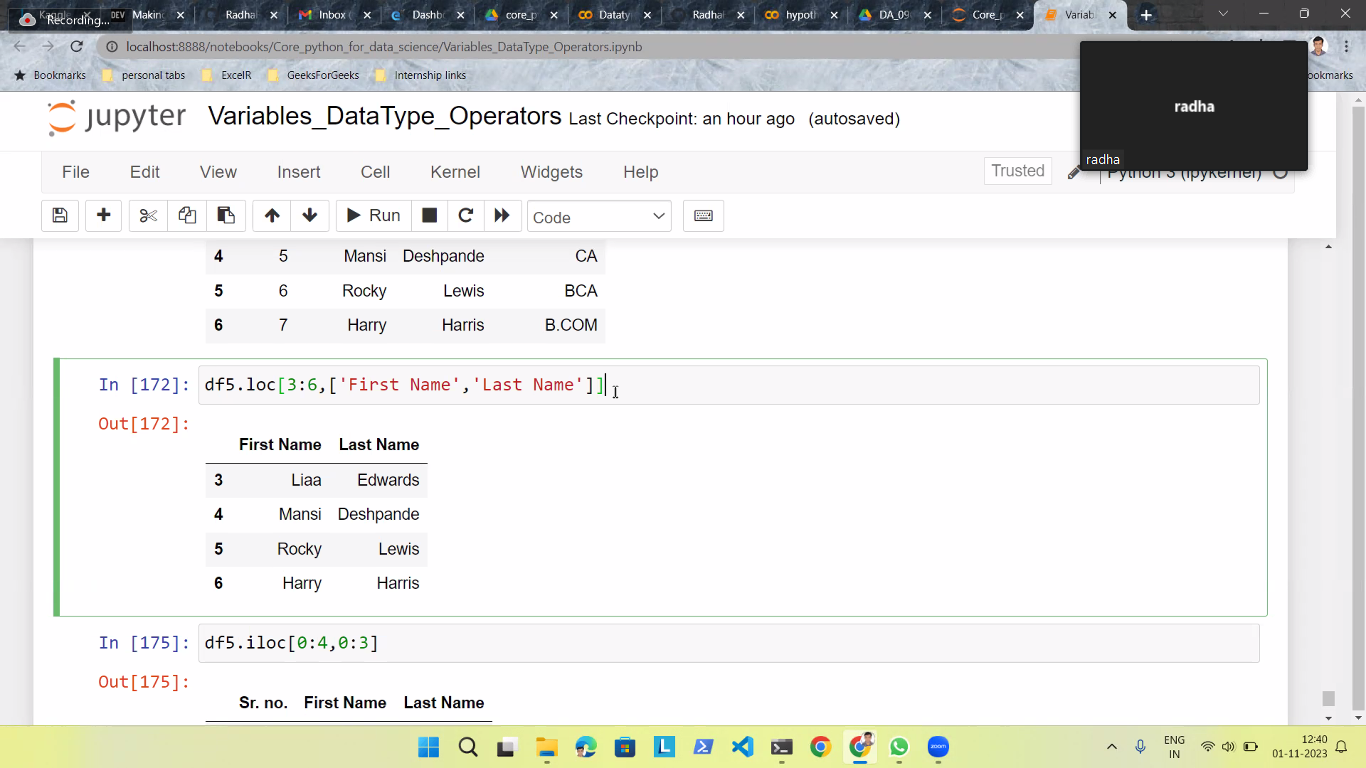 Recording...
Makin
Radhal
Inbox (
Dashb
core_p
Dataty
Radhal
hypoth
DA_09
Core_p
Variab
localhost:8888/notebooks/Core_python_for_data_science/Variables_DataType_Operators.ipynb
Bookmarks personal tabs ExcelR GeeksForGeeks Internship links ookmarks
radha
radha
jupyter Variables_DataType_Operators Last Checkpoint: an hour ago (autosaved)
File Edit View Insert Cell Kernel Widgets Help Trusted Python 3 (ipykernel)
Run Code
4 5 Mansi Deshpande CA
5 6 Rocky Lewis BCA
6 7 Harry Harris B.COM
In [172]: df5.loc[3:6,['First Name','Last Name']]
Out[172]:
First Name Last Name
3 Liaa Edwards
4 Mansi Deshpande
5 Rocky Lewis
6 Harry Harris
In [175]: df5.iloc[0:4,0:3]
Out[175]:
Sr. no. First Name Last Name
ENG
IN
12:40
01-11-2023
zoom